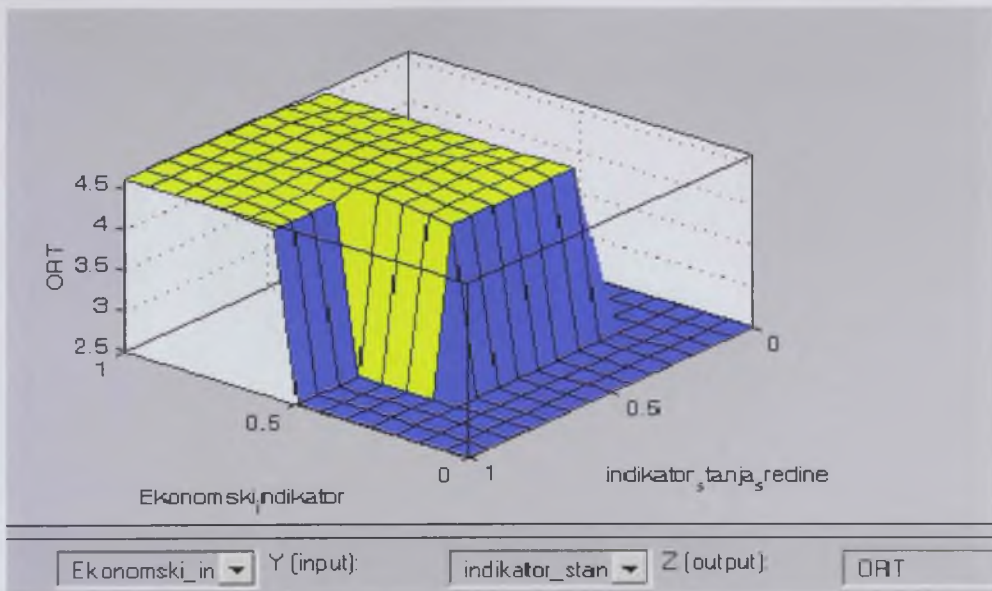 4.5
4
3.5
3
2.5
ORT
1
0.5
0
Ekonomski_indikator
1
0.5
0
indikator_stanja_sredine
Ekonomski_in
Y (input):
indikator_stan
Z (output):
ORT